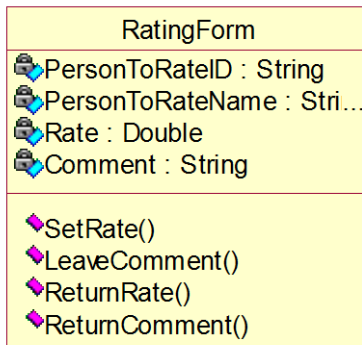 RatingForm
PersonToRateID : String
PersonToRateName : Stri...
Rate : Double
Comment : String
SetRate()
LeaveComment()
ReturnRate()
ReturnComment()